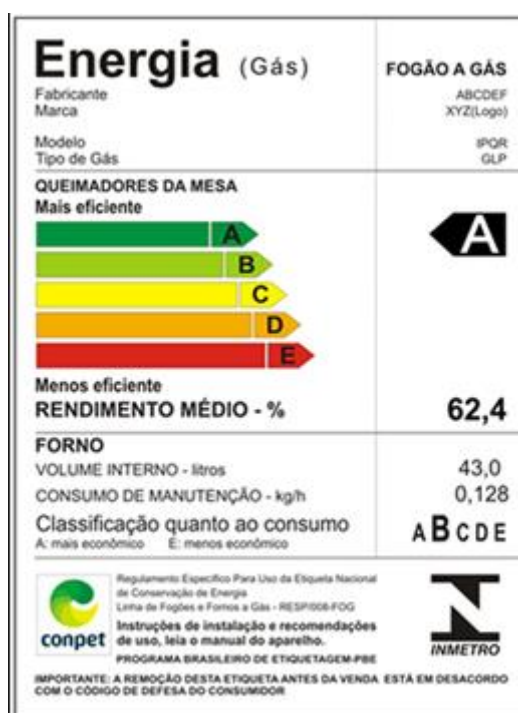 Energia (Gás) FOGÃO A GÁS
Fabricante ABCDEF
Marca XYZ(Logo)
Modelo IPQR
Tipo de Gás GLP
QUEIMADORES DA MESA
Mais eficiente
A A
B
C
D
E
Menos eficiente
RENDIMENTO MÉDIO - % 62,4
FORNO
VOLUME INTERNO - litros 43,0
CONSUMO DE MANUTENÇÃO - kg/h 0,128
Classificação quanto ao consumo A B C D E
A: mais econômico E: menos econômico
Regulamento Específico Para Uso da Etiqueta Nacional
de Conservação de Energia
Linha de Fogões e Fornos a Gás - RESP/008-FOG
Instruções de instalação e recomendações
de uso, leia o manual do aparelho.
PROGRAMA BRASILEIRO DE ETIQUETAGEM-PBE
conpet
INMETRO
IMPORTANTE: A REMOÇÃO DESTA ETIQUETA ANTES DA VENDA ESTÁ EM DESACORDO
COM O CÓDIGO DE DEFESA DO CONSUMIDOR